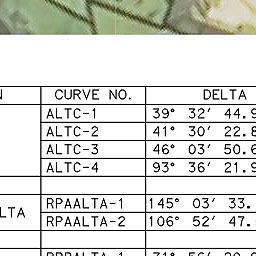 N CURVE NO. DELTA
ALTC-1 39° 32' 44.9
ALTC-2 41° 30' 22.8
ALTC-3 46° 03' 50.6
ALTC-4 93° 36' 21.9
LTA RPAALTA-1 145° 03' 33.
RPAALTA-2 106° 52' 47.